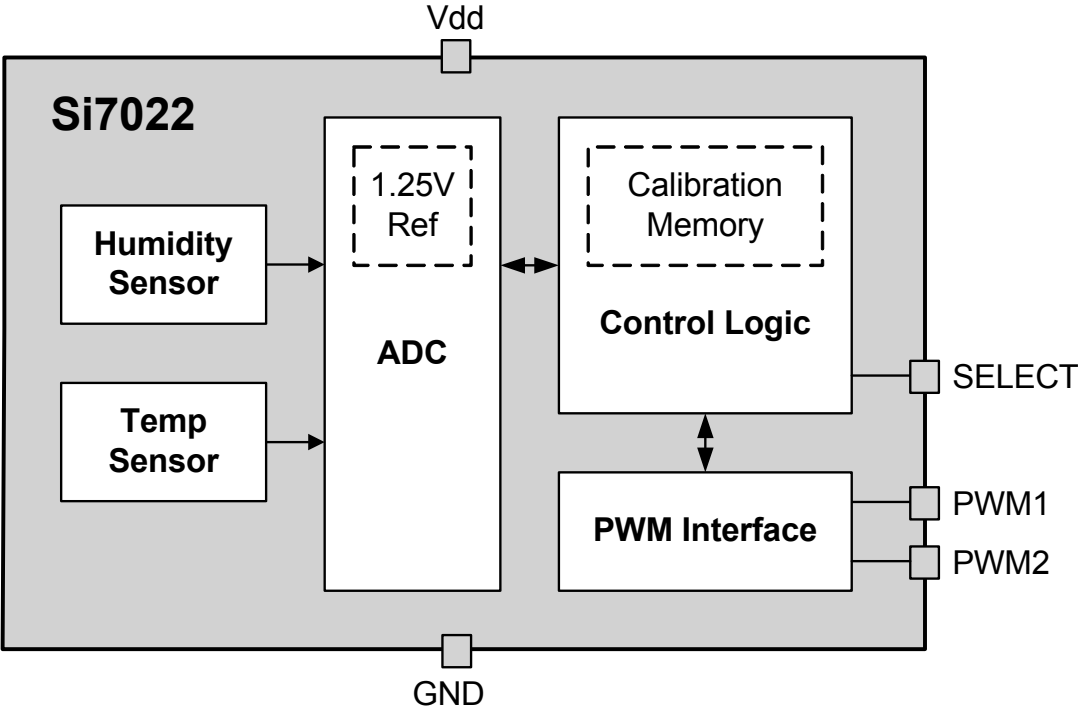 Vdd
Si7022
1.25V
Ref
Calibration
Memory
Humidity
Sensor
Control Logic
ADC
SELECT
Temp
Sensor
PWM1
PWM Interface
PWM2
GND